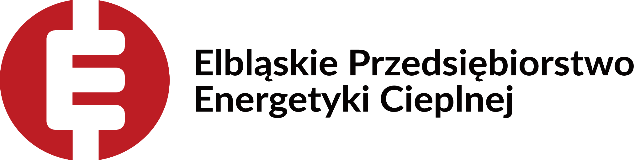 E
Elbląskie Przedsiębiorstwo
Energetyki Cieplnej